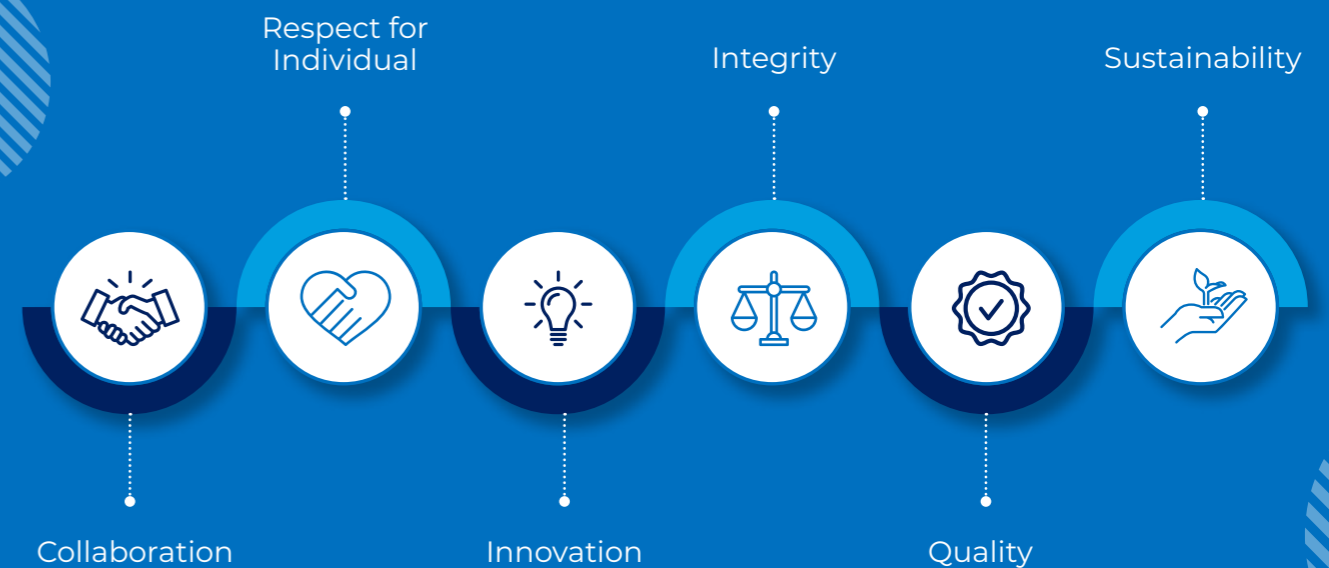 Respect for
Individual
Integrity
Sustainability
Collaboration
Innovation
Quality